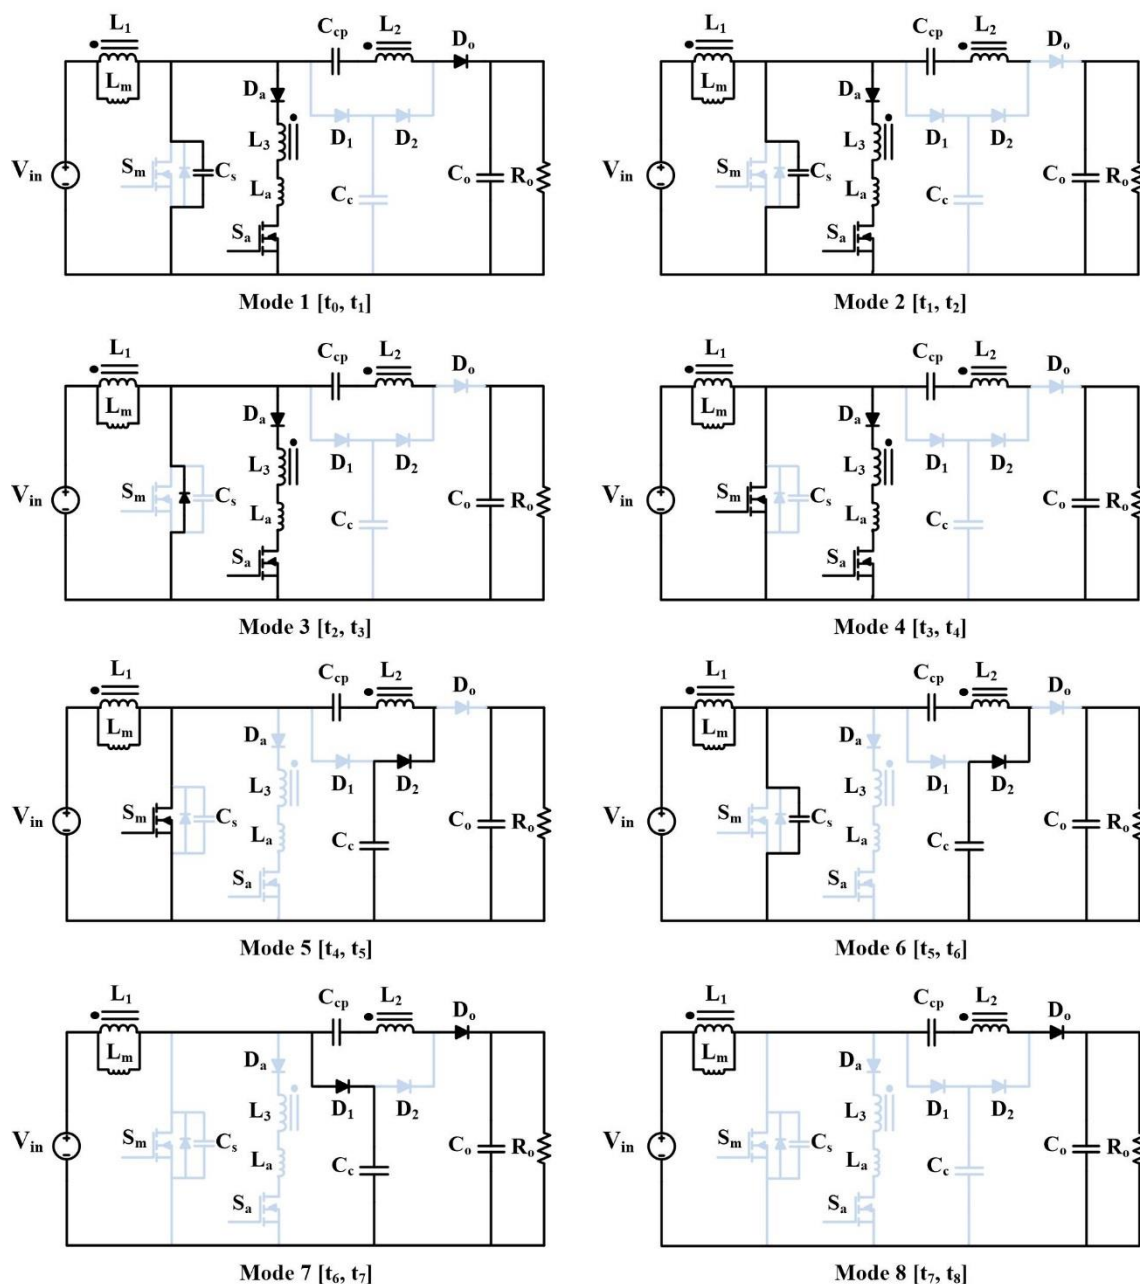 L1 Ccp L2 Do
Lm Da
D1 D2
L3
Vin Sm Cs Co Ro
La Cc
Sa
Mode 1 [t0, t1]
L1 Ccp L2 Do
Lm Da
D1 D2
L3
Vin Sm Cs Co Ro
La Cc
Sa
Mode 2 [t1, t2]
L1 Ccp L2 Do
Lm Da
D1 D2
L3
Vin Sm Cs Co Ro
La Cc
Sa
Mode 3 [t2, t3]
L1 Ccp L2 Do
Lm Da
D1 D2
L3
Vin Sm Cs Co Ro
La Cc
Sa
Mode 4 [t3, t4]
L1 Ccp L2 Do
Lm Da
D1 D2
L3
Vin Sm Cs Co Ro
La Cc
Sa
Mode 5 [t4, t5]
L1 Ccp L2 Do
Lm Da
D1 D2
L3
Vin Sm Cs Co Ro
La Cc
Sa
Mode 6 [t5, t6]
L1 Ccp L2 Do
Lm Da
D1 D2
L3
Vin Sm Cs Co Ro
La Cc
Sa
Mode 7 [t6, t7]
L1 Ccp L2 Do
Lm Da
D1 D2
L3
Vin Sm Cs Co Ro
La Cc
Sa
Mode 8 [t7, t8]